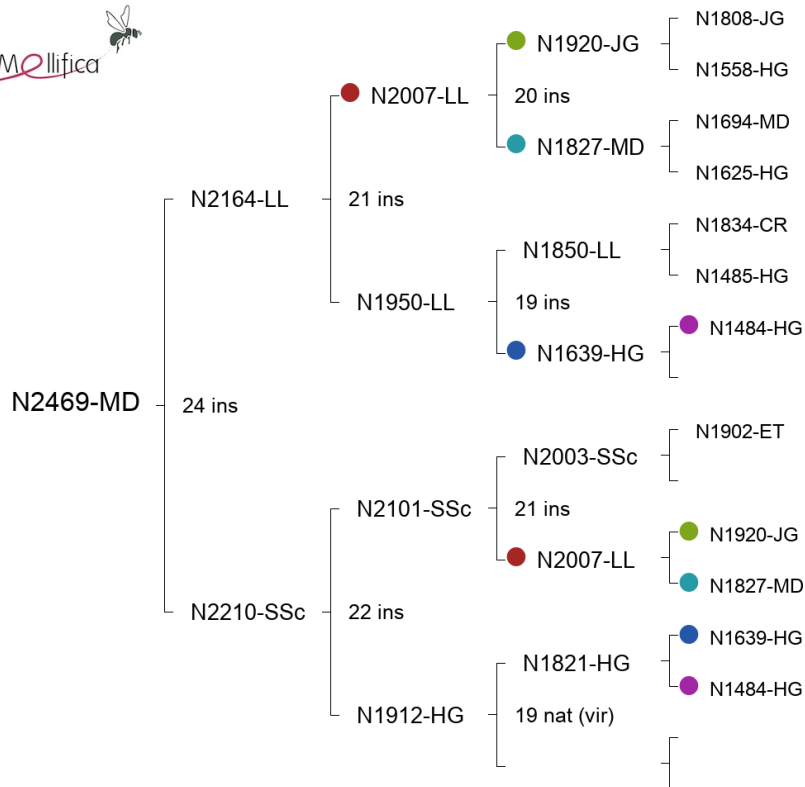 Mellifica
N1808-JG
N1920-JG
N1558-HG
N2007-LL
20 ins
N1694-MD
N1827-MD
N1625-HG
N2164-LL
21 ins
N1834-CR
N1850-LL
N1485-HG
N1950-LL
19 ins
N1484-HG
N1639-HG
N2469-MD
24 ins
N1902-ET
N2003-SSc
N2101-SSc
21 ins
N1920-JG
N2007-LL
N1827-MD
N2210-SSc
22 ins
N1639-HG
N1821-HG
N1484-HG
N1912-HG
19 nat (vir)